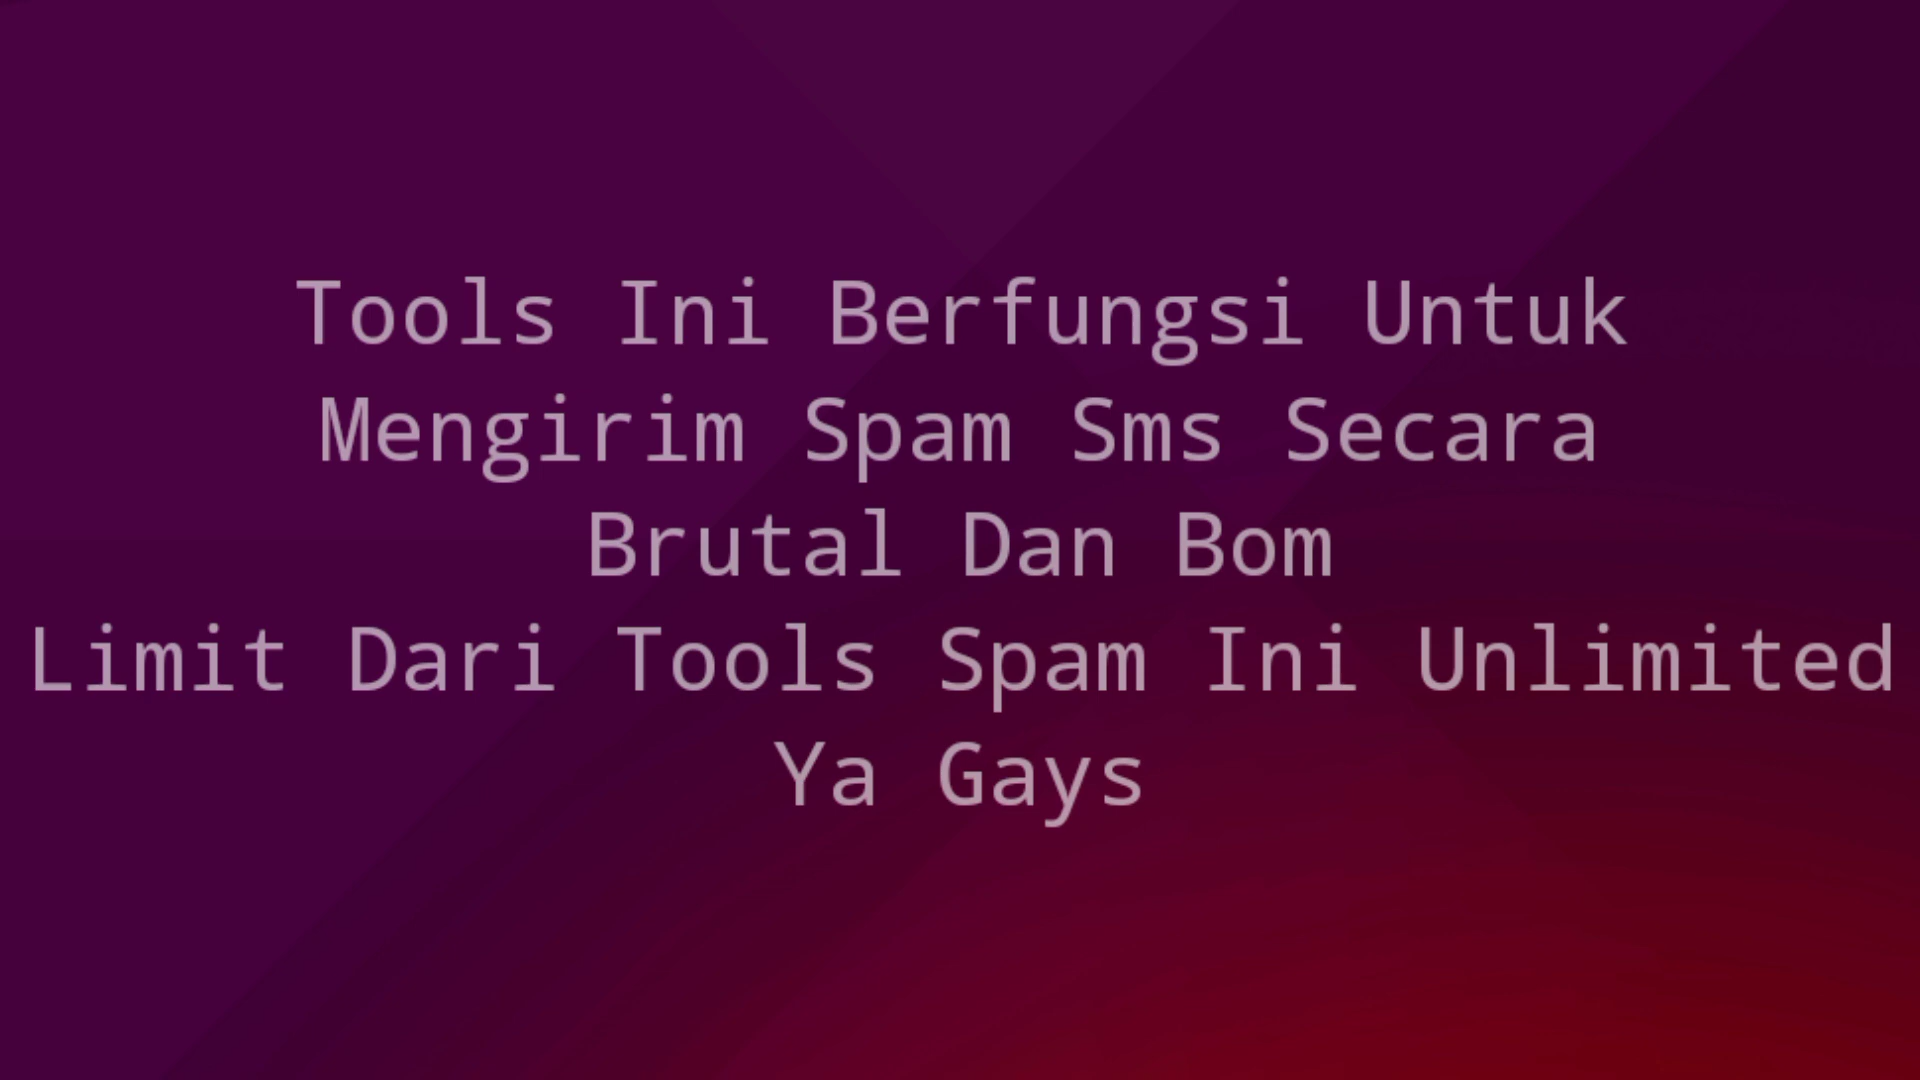 Tools Ini Berfungsi Untuk
Mengirim Spam Sms Secara
Brutal Dan Bom
Limit Dari Tools Spam Ini Unlimited
Ya Gays